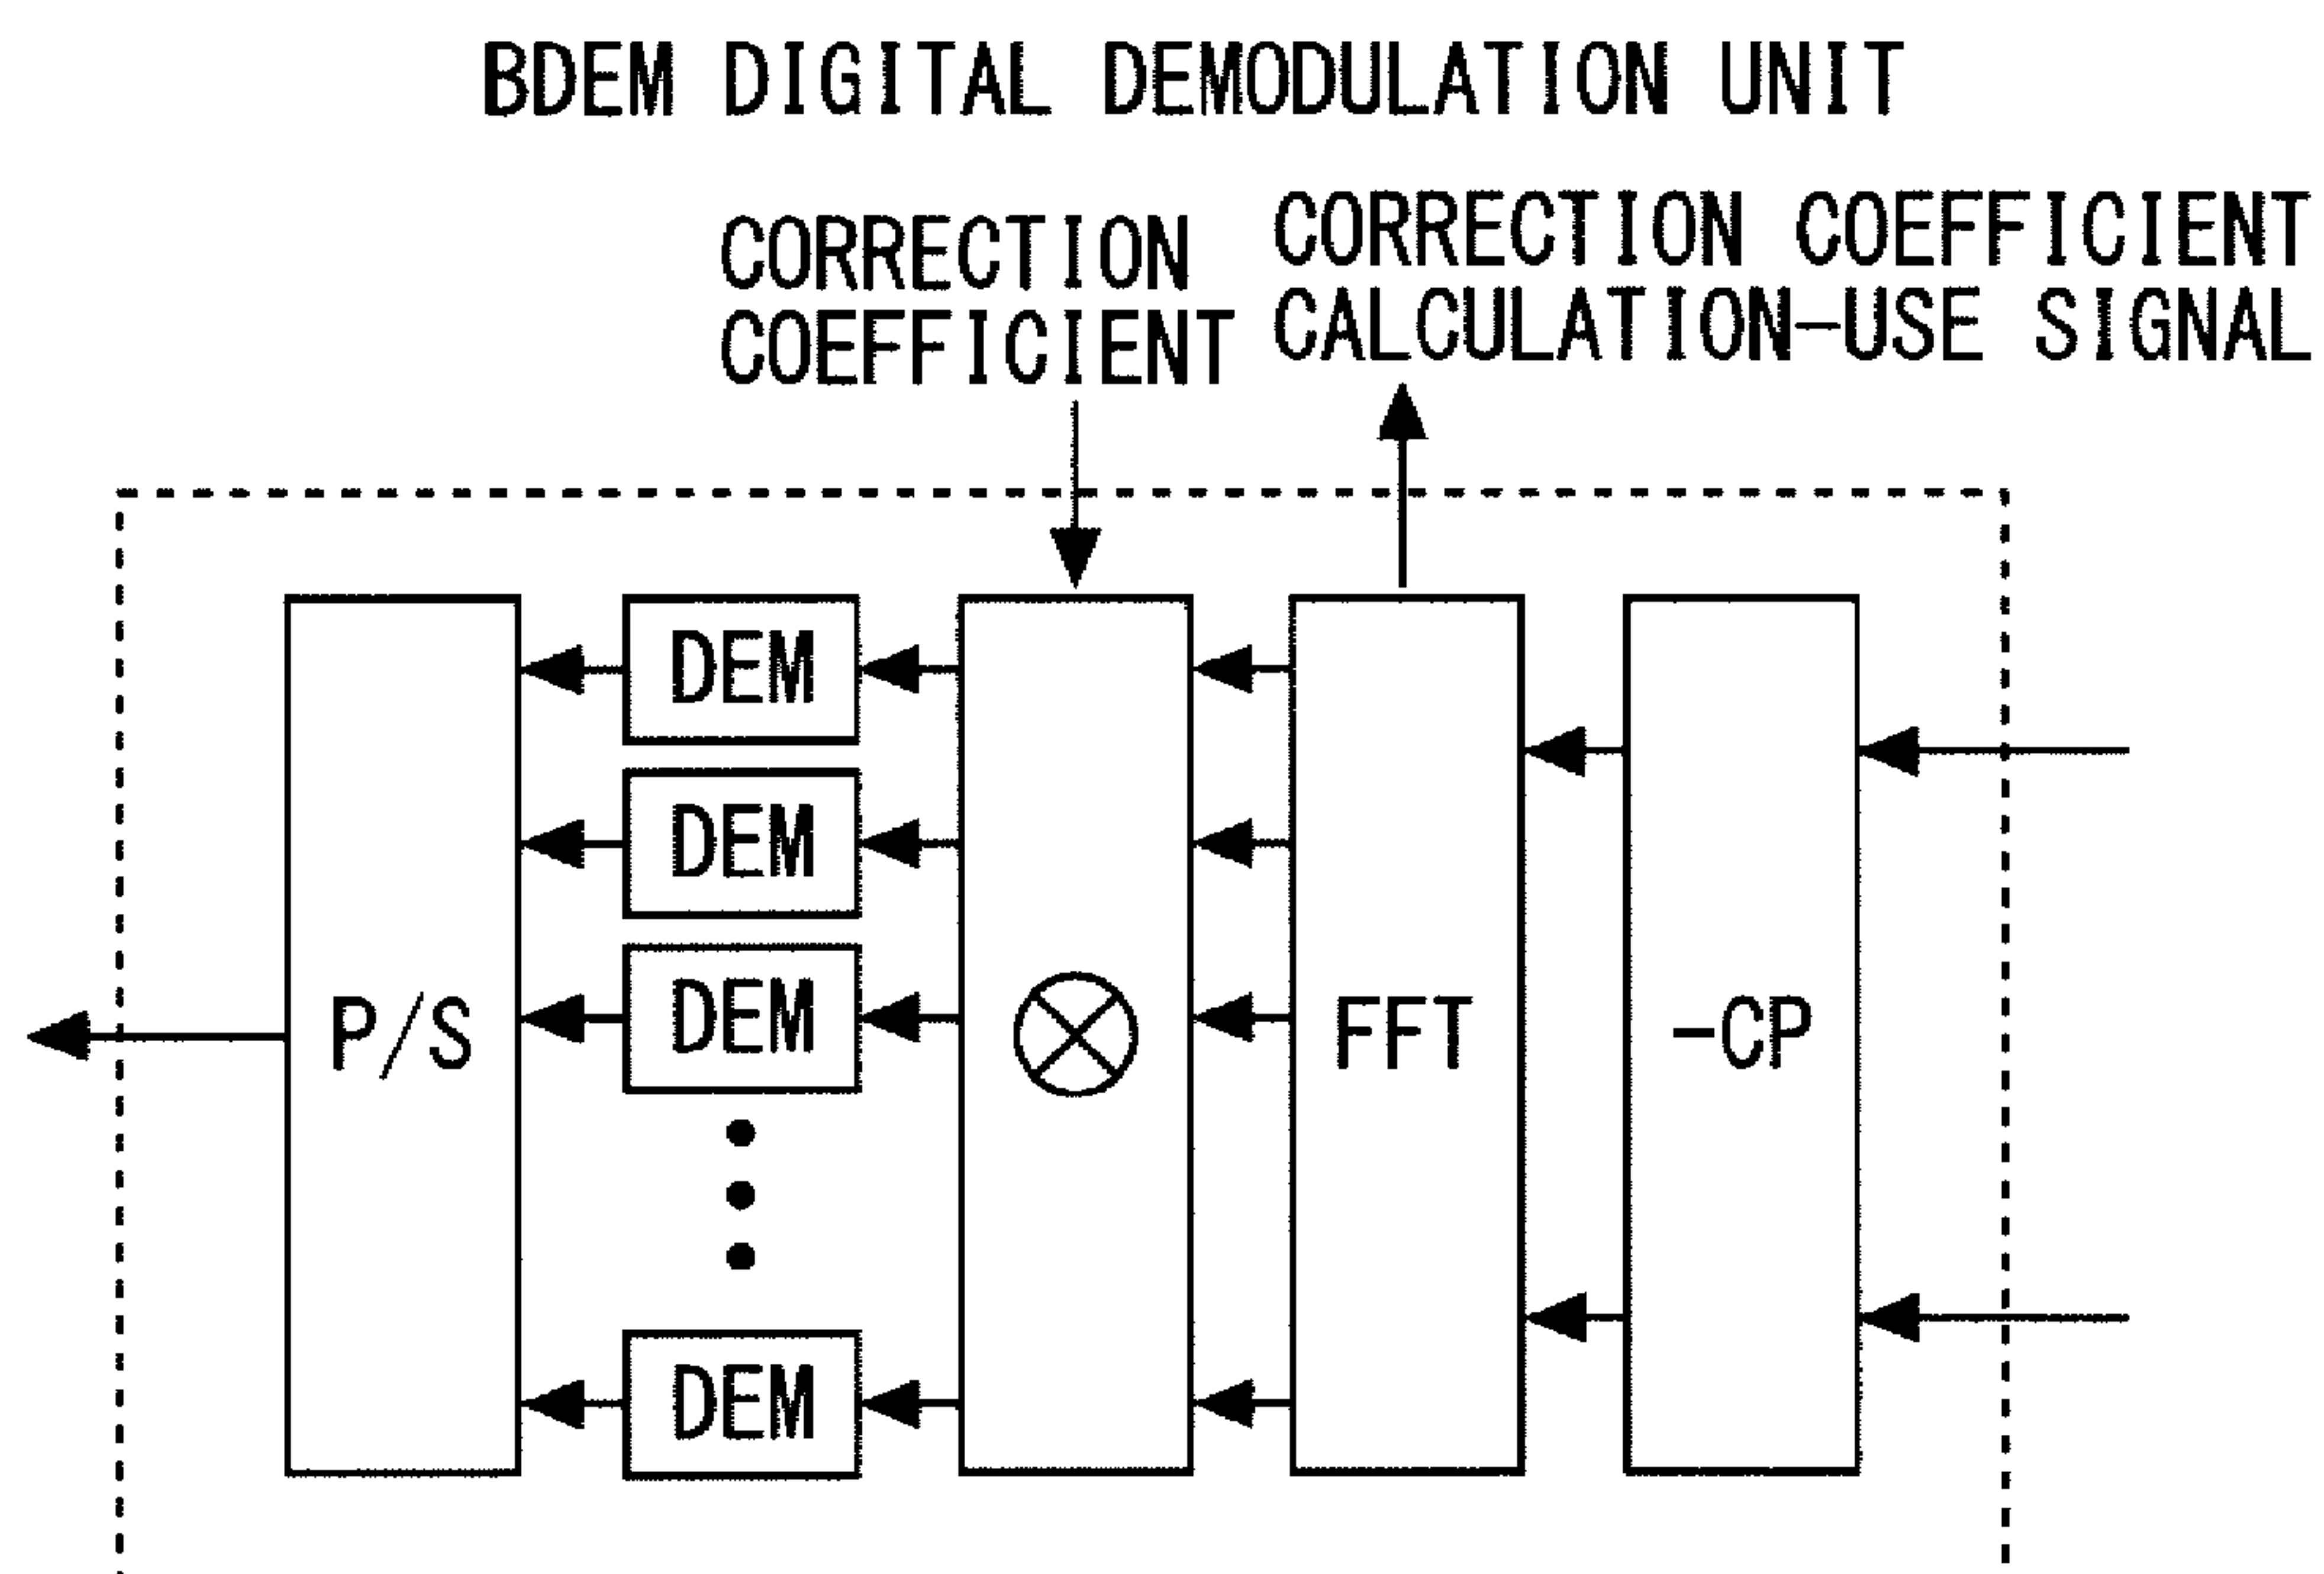 BDEM DIGITAL DEMODULATION UNIT
CORRECTION
COEFFICIENT
CORRECTION COEFFICIENT
CALCULATION-USE SIGNAL
P/S
DEM
DEM
DEM
DEM
FFT
-CP